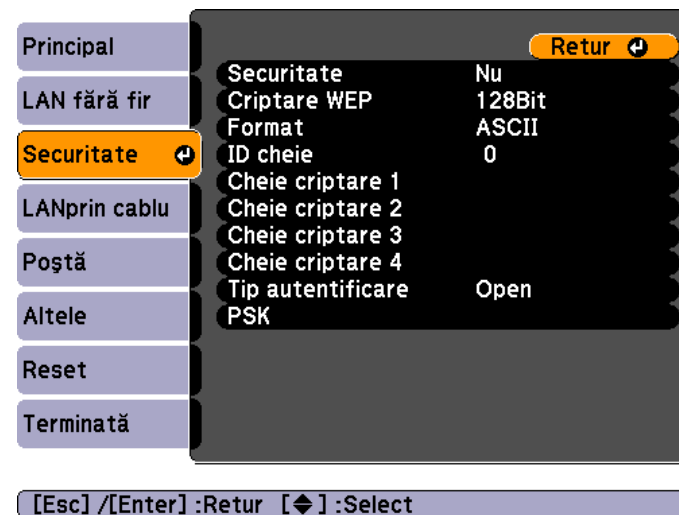 Principal
LAN fără fir
Securitate
LANprin cablu
Poştă
Altele
Reset
Terminată
Retur
Securitate Nu
Criptare WEP 128Bit
Format ASCII
ID cheie 0
Cheie criptare 1
Cheie criptare 2
Cheie criptare 3
Cheie criptare 4
Tip autentificare Open
PSK
[Esc] /[Enter] :Retur [◆] :Select